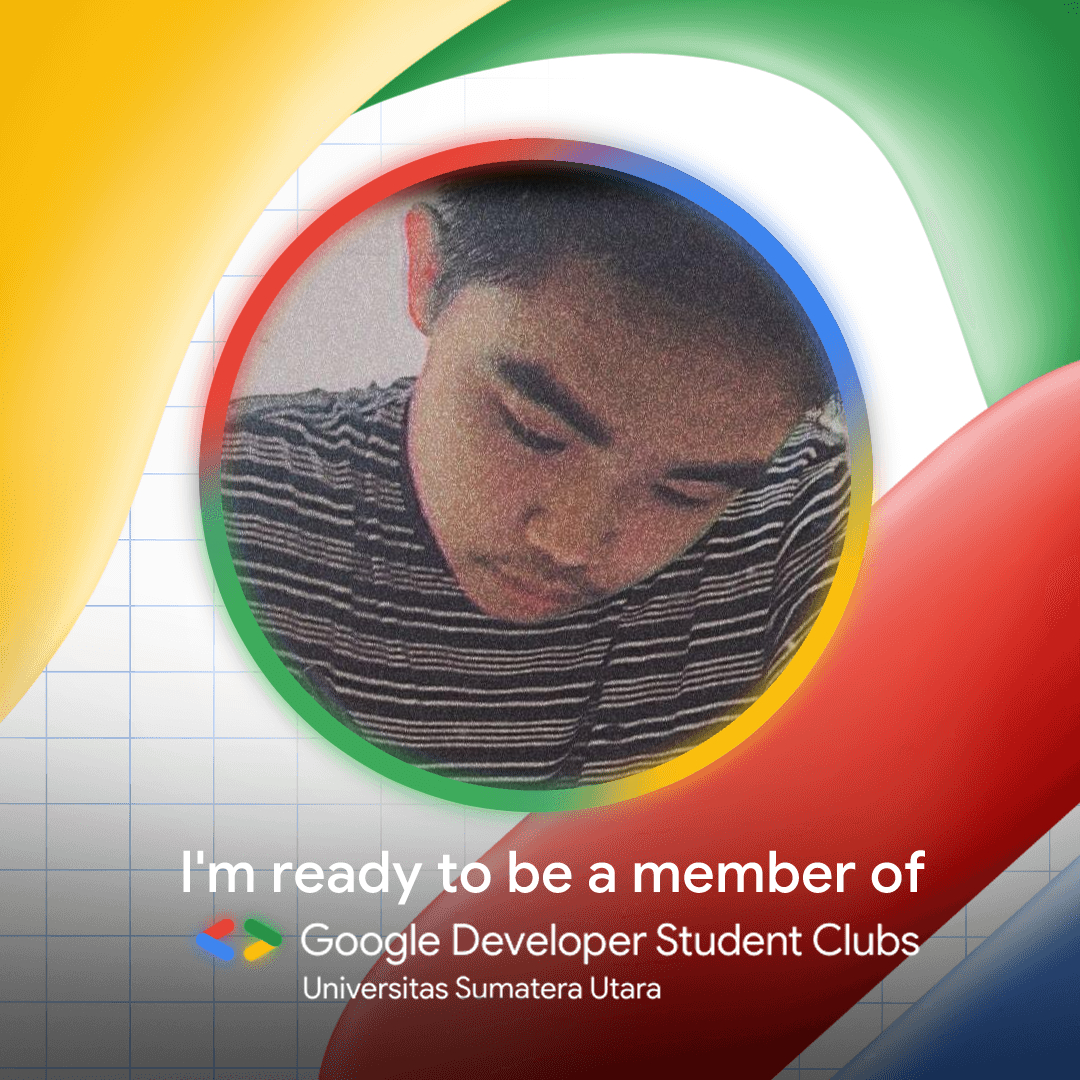 I'm ready to be a member of
Google Developer Student Clubs
Universitas Sumatera Utara